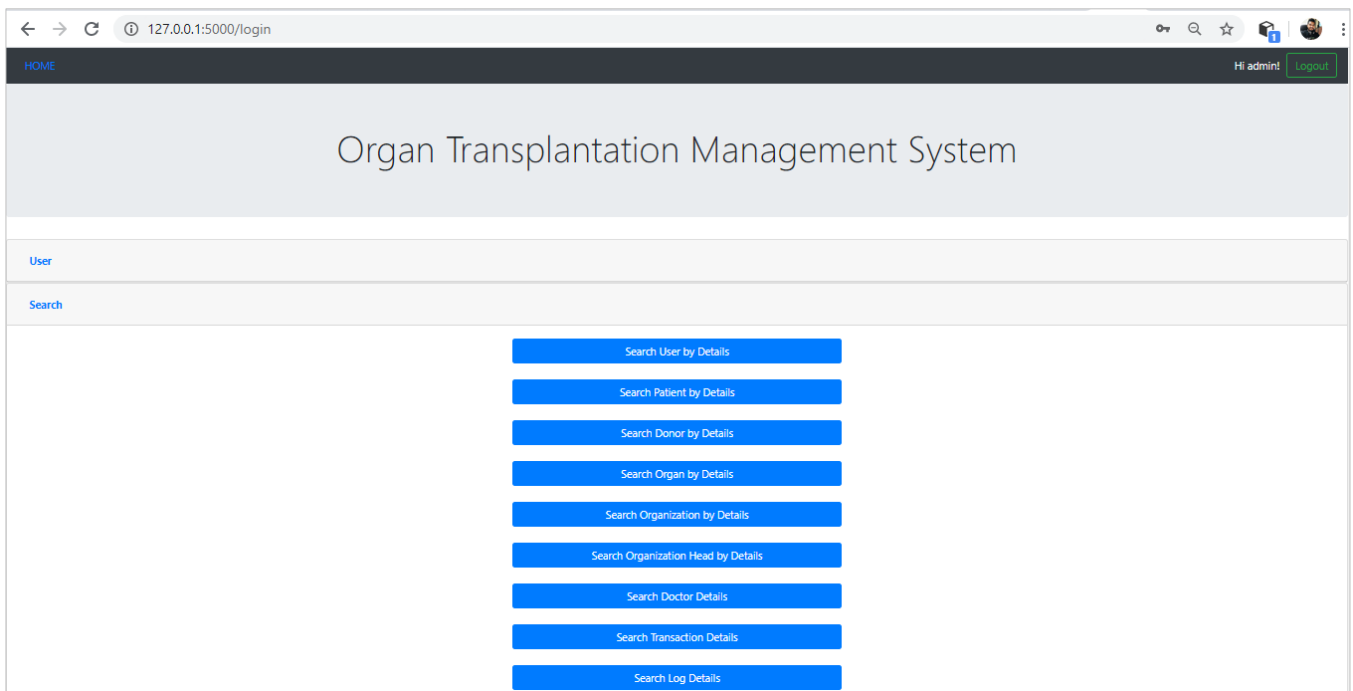 127.0.0.1:5000/login
1
HOME
Hi admin!
Logout
Organ Transplantation Management System
User
Search
Search User by Details
Search Patient by Details
Search Donor by Details
Search Organ by Details
Search Organization by Details
Search Organization Head by Details
Search Doctor Details
Search Transaction Details
Search Log Details